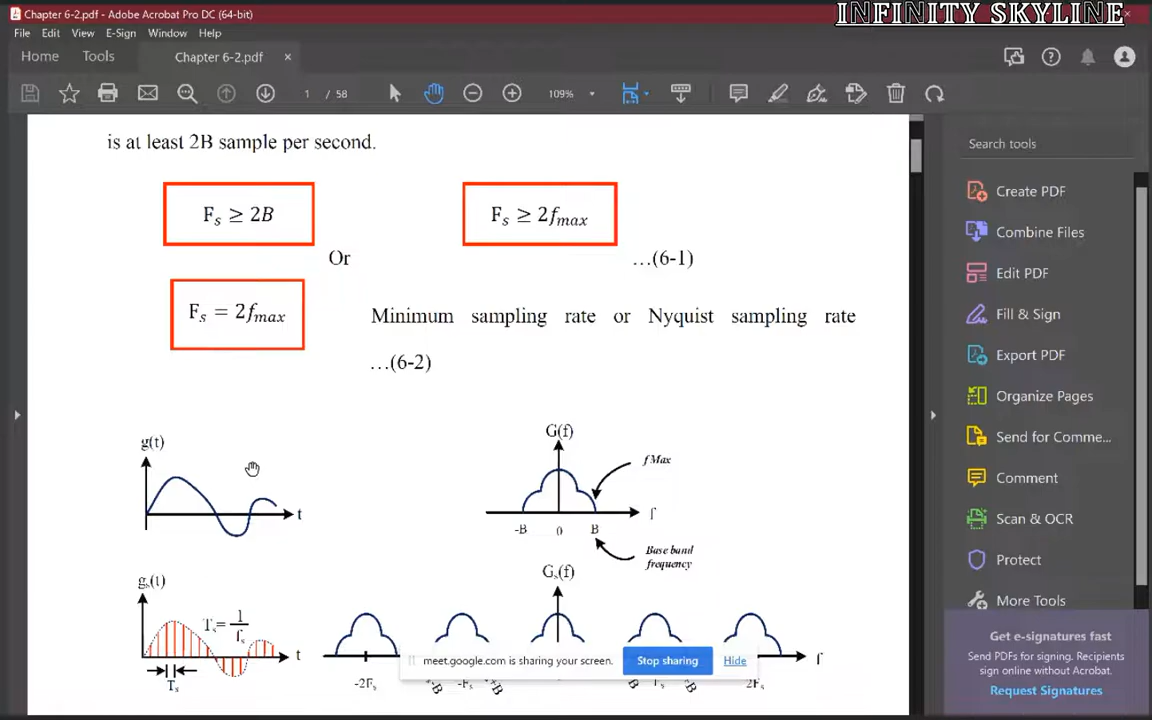 Chapter 6-2.pdf - Adobe Acrobat Pro DC (64-bit)
INFINITY SKYLINE
File Edit View E-Sign Window Help
Home Tools Chapter 6-2.pdf ×
1 / 58 109%
is at least 2B sample per second.
Fₛ ≥ 2B
Fₛ ≥ 2fₘₐₓ
Or
…(6-1)
Fₛ = 2fₘₐₓ
Minimum sampling rate or Nyquist sampling rate
…(6-2)
g(t)
t
G(f)
f Max
f
-B 0 B
Base band
frequency
gₛ(t)
Tₛ= 1/fₛ
t
Tₛ
Gₛ(f)
f
-2Fₛ
-Fₛ
Fₛ
2Fₛ
meet.google.com is sharing your screen.
Stop sharing
Hide
Search tools
Create PDF
Combine Files
Edit PDF
Fill & Sign
Export PDF
Organize Pages
Send for Comme...
Comment
Scan & OCR
Protect
More Tools
Get e-signatures fast
Send PDFs for signing. Recipients
sign online without Acrobat.
Request Signatures